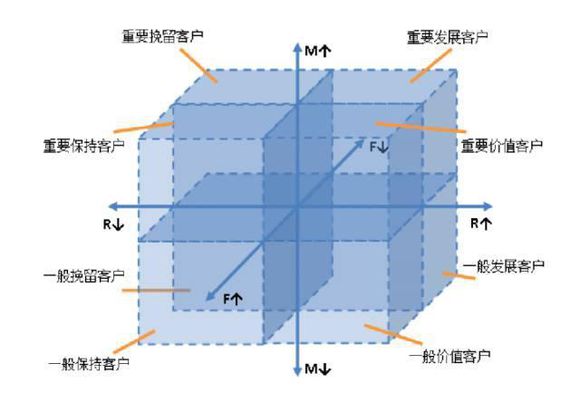 重要挽留客户
重要发展客户
M↑
重要保持客户
重要价值客户
F↓
R↓
R↑
一般挽留客户
一般发展客户
F↑
一般保持客户
一般价值客户
M↓